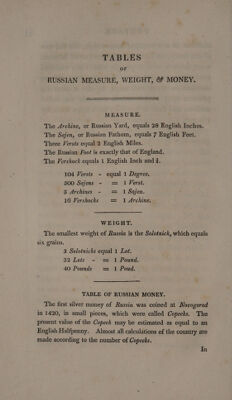 TABLES
OF
RUSSIAN MEASURE, WEIGHT, & MONEY.
MEASURE.
The Archine, or Russian Yard, equals 28 English Inches.
The Sajen, or Russian Fathom, equals 7 English Feet.
Three Versts equal 2 English Miles.
The Russian Foot is exactly that of England.
The Vershock equals 1 English Inch and ¾.
104 Versts - equal 1 Degree.
500 Sajens - = 1 Verst.
3 Archines - = 1 Sajen.
16 Vershocks = 1 Archine.
WEIGHT.
The smallest weight of Russia is the Solotnick, which equals
six grains.
3 Solotnicks equal 1 Lot.
32 Lots - = 1 Pound.
40 Pounds = 1 Pood.
TABLE OF RUSSIAN MONEY.
The first silver money of Russia was coined at Novogorod
in 1420, in small pieces, which were called Copecks. The
present value of the Copeck may be estimated as equal to an
English Halfpenny. Almost all calculations of the country are
made according to the number of Copecks.
In